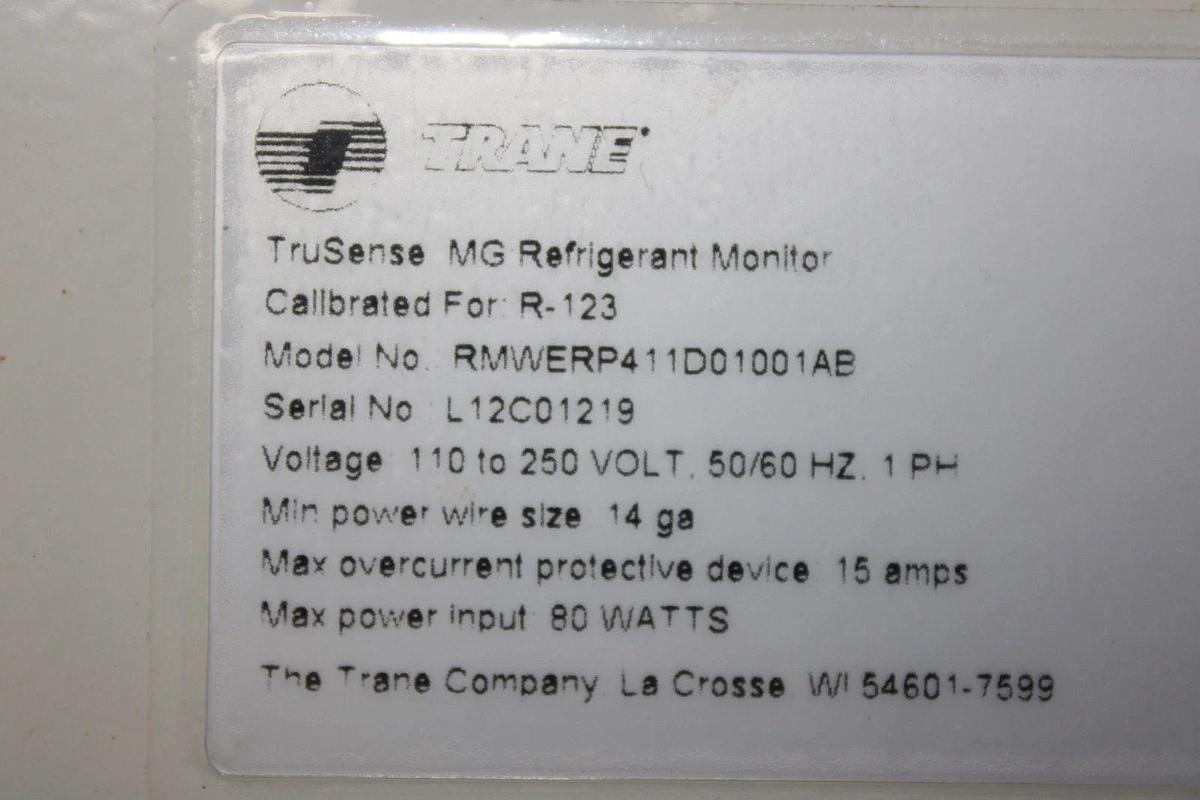 TRANE
TruSense MG Refrigerant Monitor
Calibrated For: R-123
Model No. RMWERP411D01001AB
Serial No L12C01219
Voltage 110 to 250 VOLT, 50/60 HZ, 1 PH
Min power wire size 14 ga
Max overcurrent protective device 15 amps
Max power input 80 WATTS
The Trane Company La Crosse WI 54601-7599